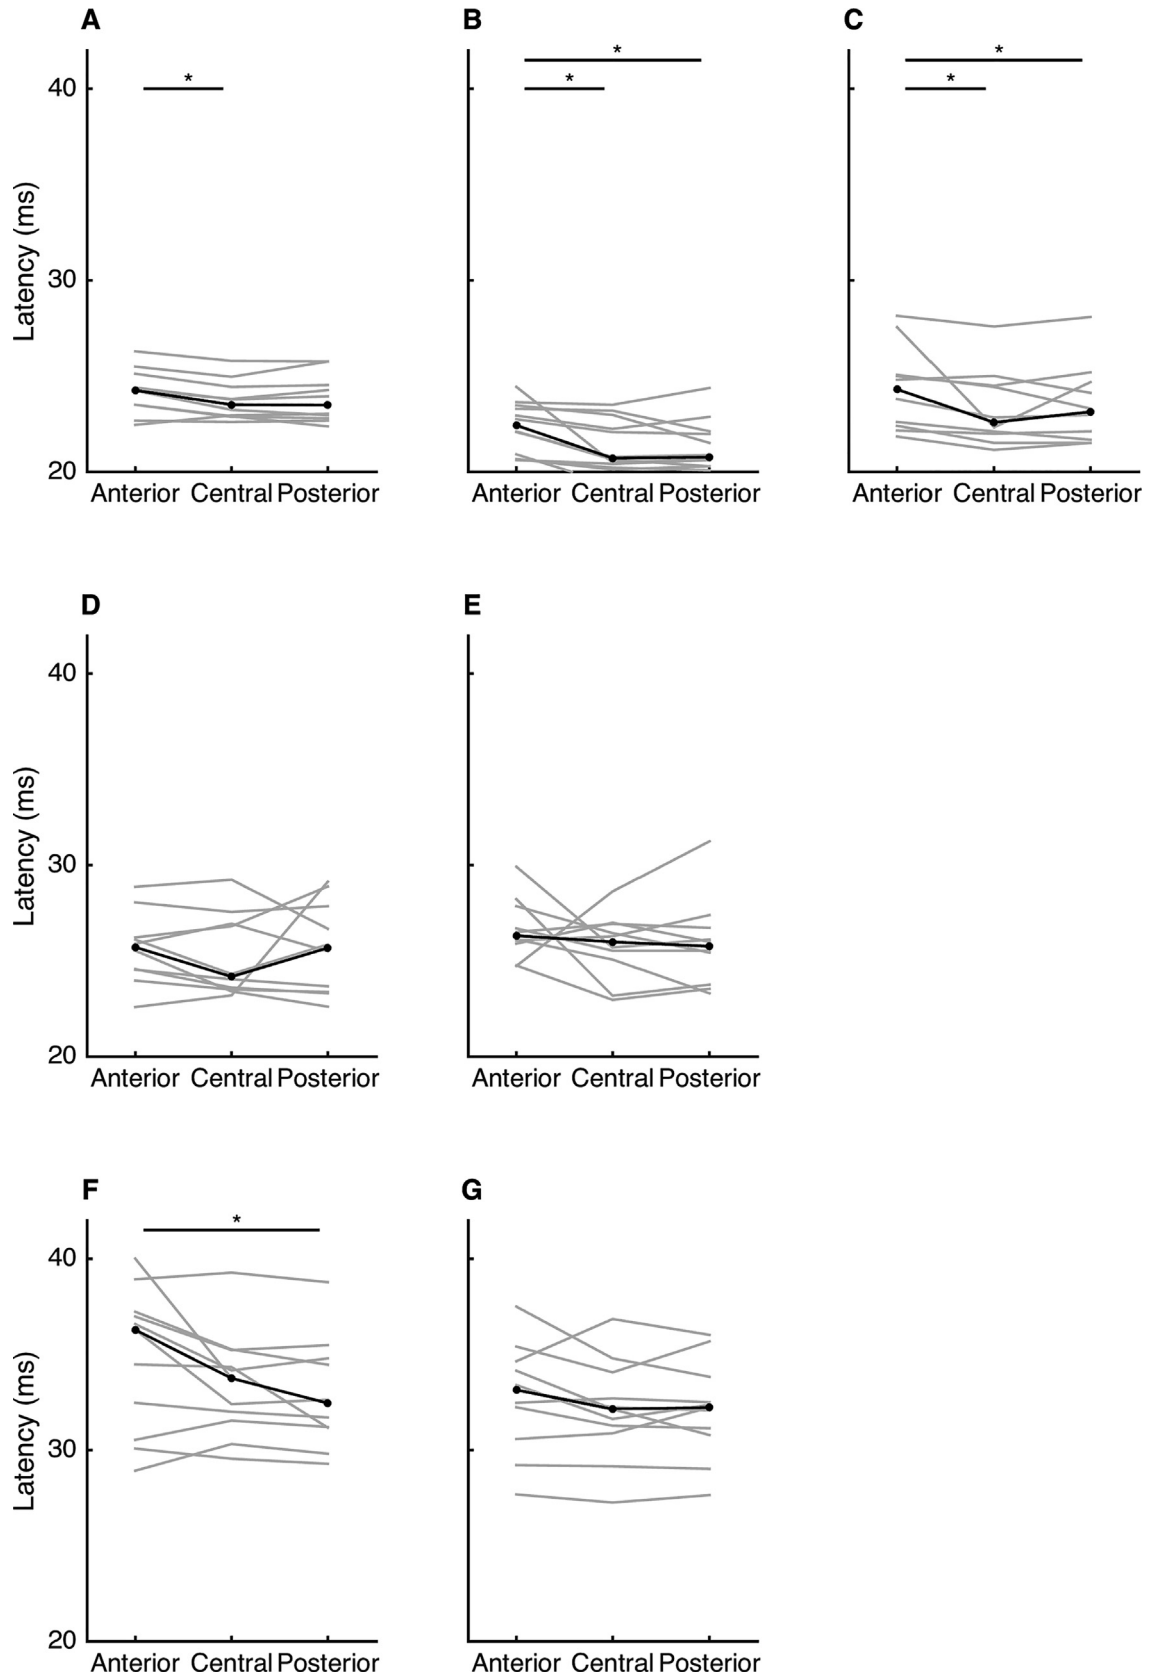 A B C
* * * * *
40
30
20
Latency (ms)
Anterior Central Posterior Anterior Central Posterior Anterior Central Posterior
D E
40
30
20
Latency (ms)
Anterior Central Posterior Anterior Central Posterior
F G
*
40
30
20
Latency (ms)
Anterior Central Posterior Anterior Central Posterior